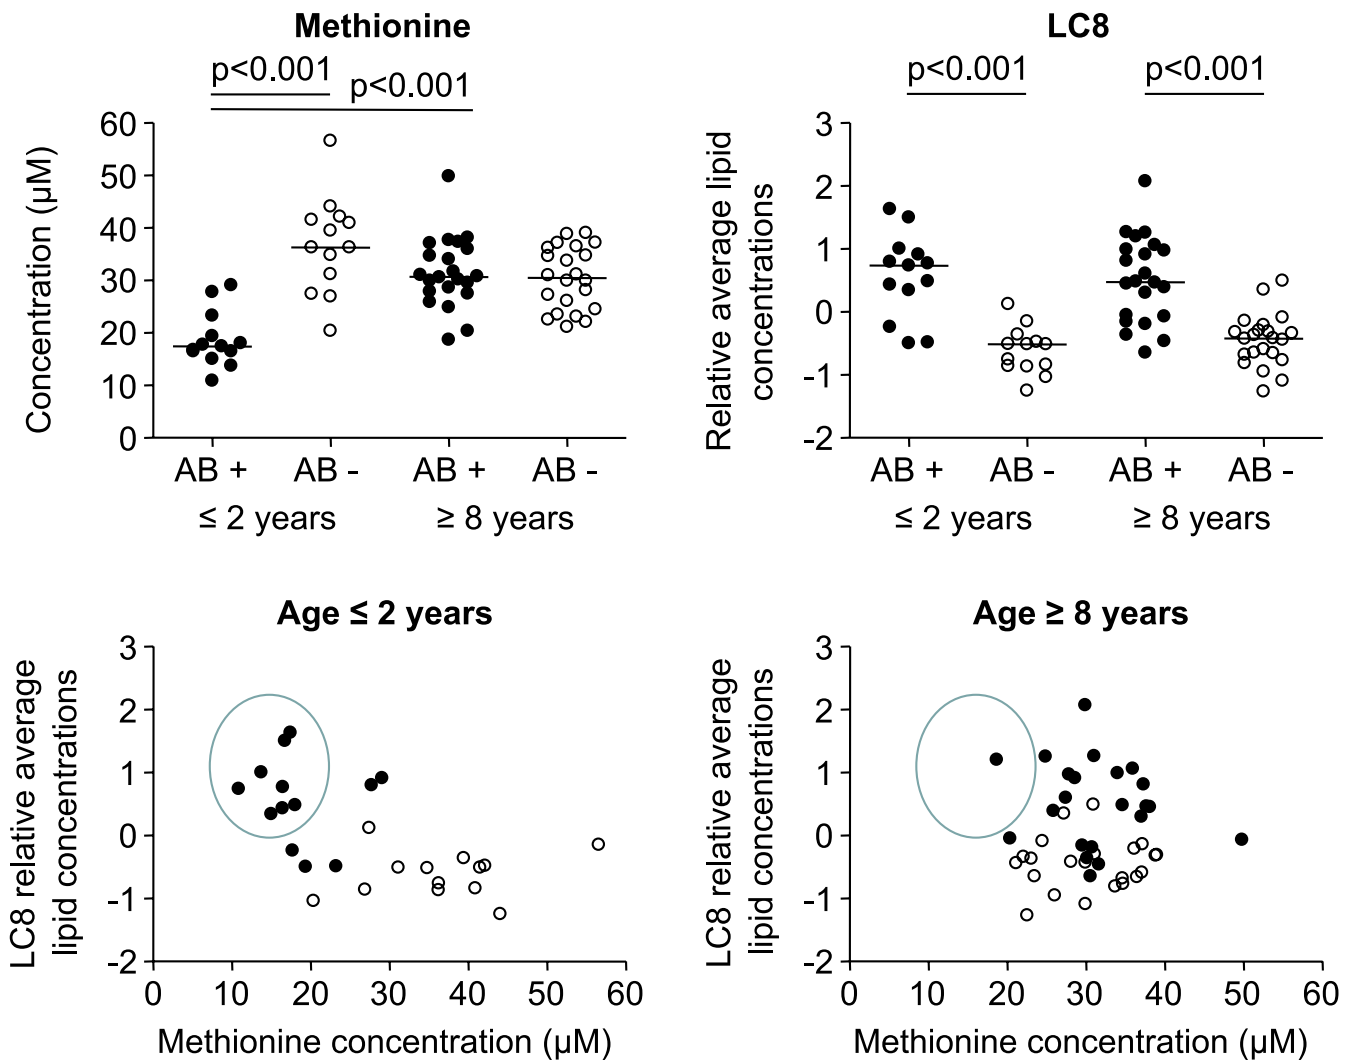 Methionine
p<0.001
p<0.001
Concentration (μM)
60
50
40
30
20
10
0
AB +
AB -
AB +
AB -
≤ 2 years
≥ 8 years
LC8
p<0.001
p<0.001
Relative average lipid
concentrations
3
2
1
0
-1
-2
AB +
AB -
AB +
AB -
≤ 2 years
≥ 8 years
Age ≤ 2 years
LC8 relative average
lipid concentrations
3
2
1
0
-1
-2
0
10
20
30
40
50
60
Methionine concentration (μM)
Age ≥ 8 years
LC8 relative average
lipid concentrations
3
2
1
0
-1
-2
0
10
20
30
40
50
60
Methionine concentration (μM)